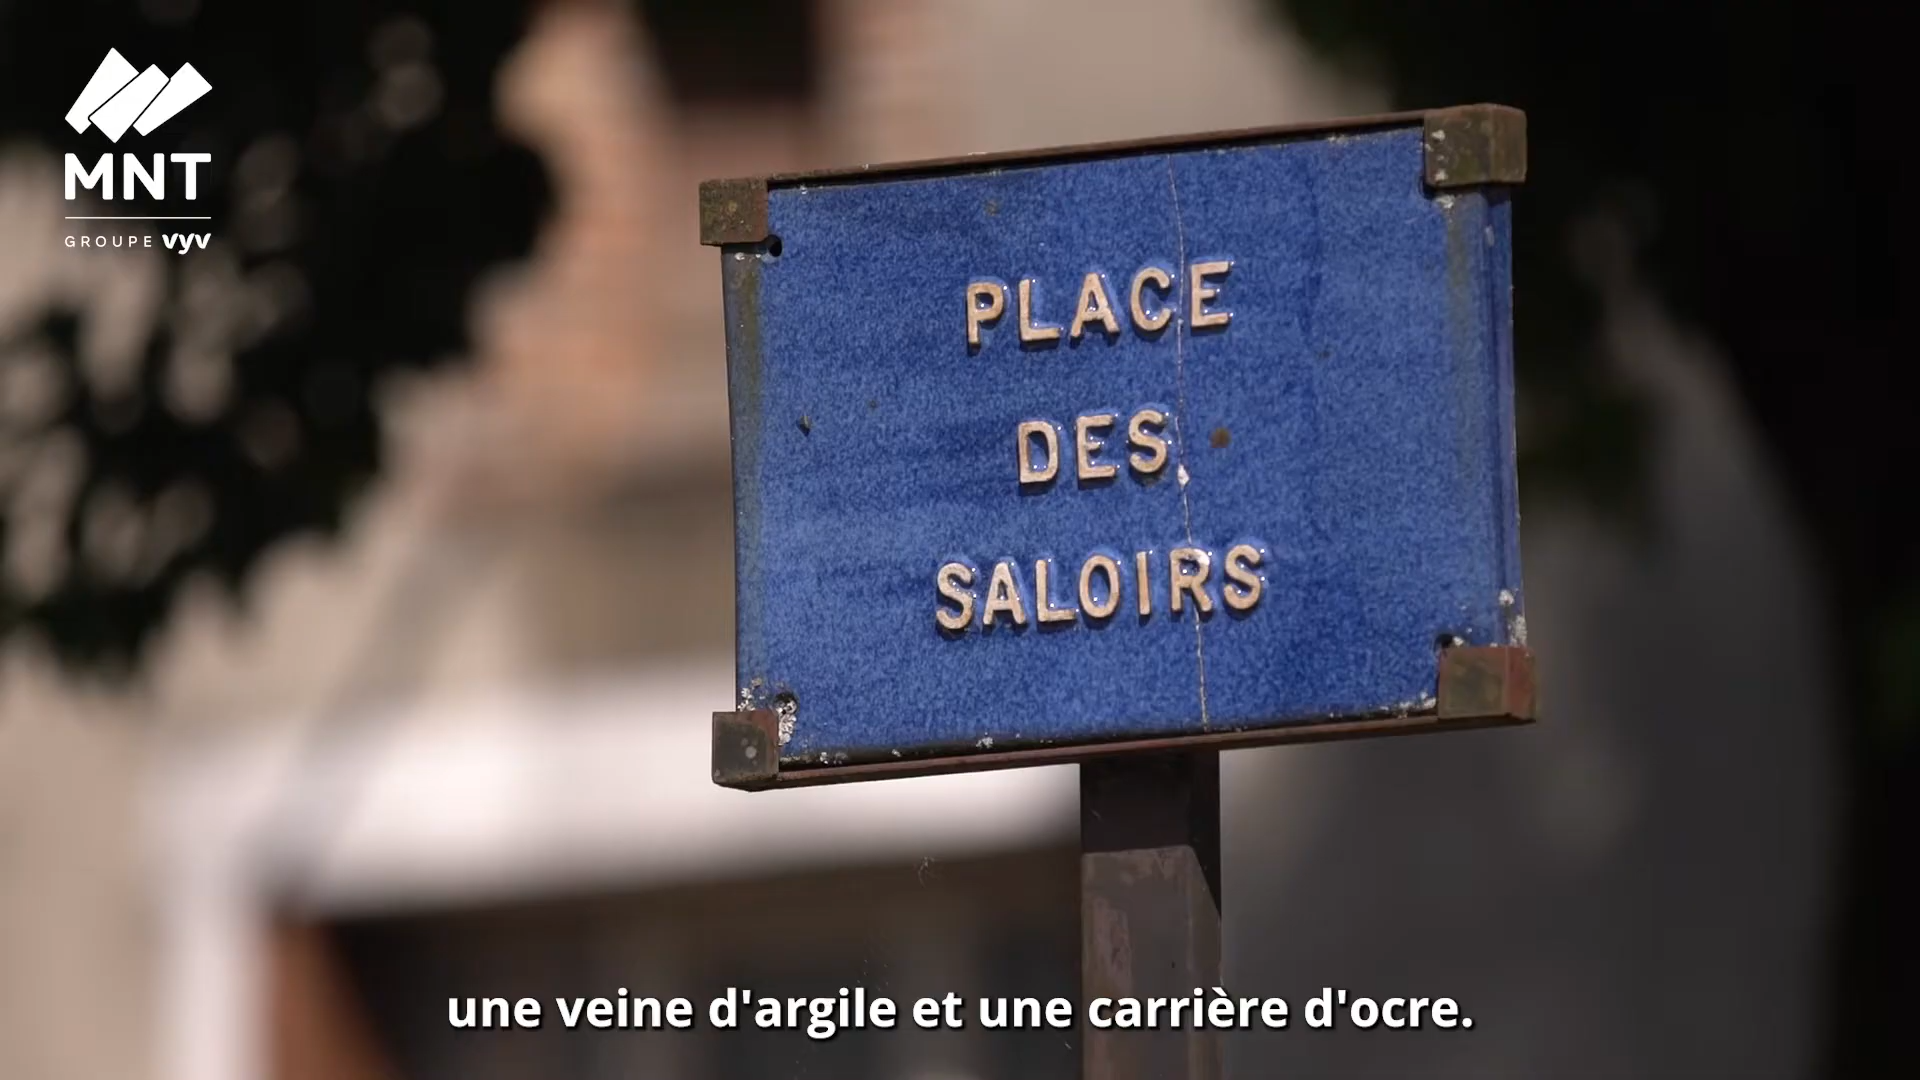 MNT
GROUPE vyv
PLACE
DES
SALOIRS
une veine d'argile et une carrière d'ocre.